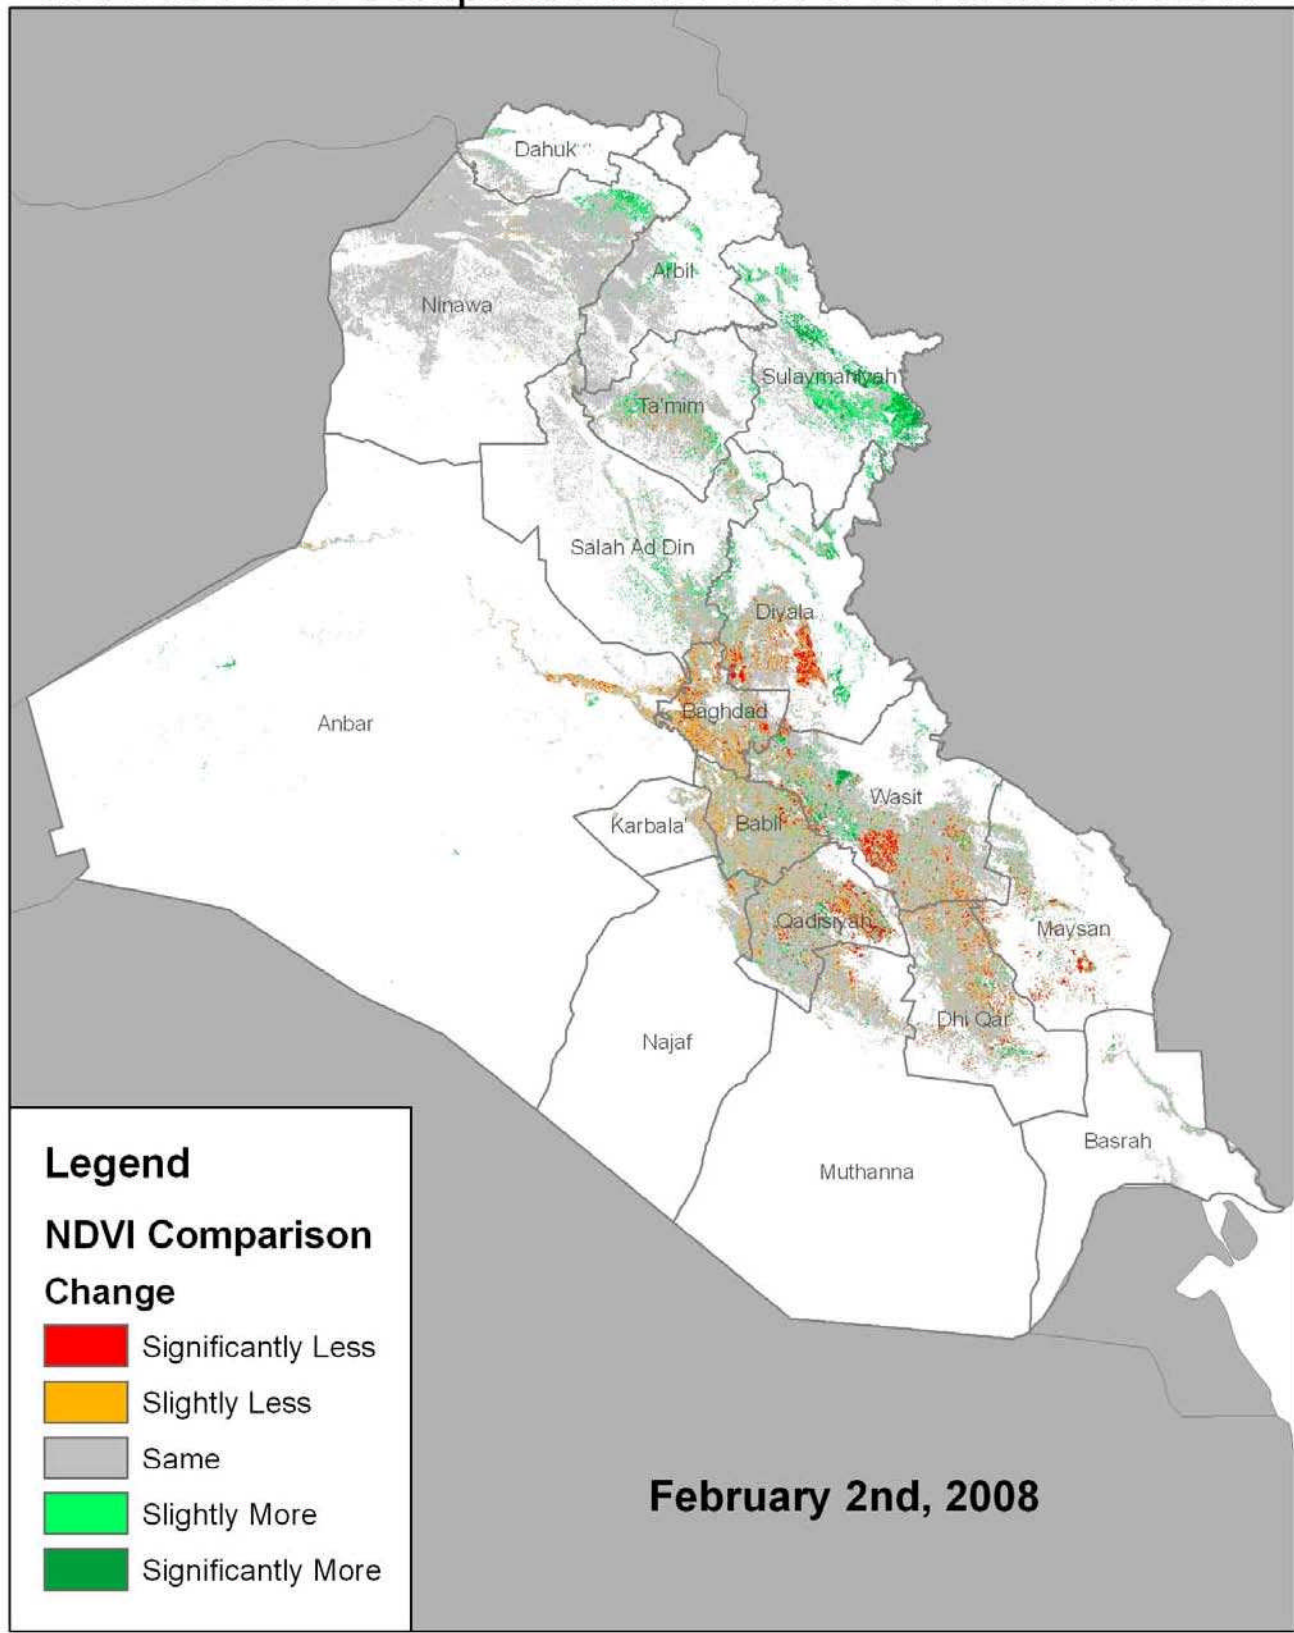 Dahuk
Arbil
Ninawa
Sulaymaniyah
Ta'mim
Salah Ad Din
Diyala
Baghdad
Anbar
Wasit
Karbala'
Babil
Qadisiyah
Maysan
Dhi Qar
Najaf
Basrah
Muthanna
Legend
NDVI Comparison
Change
Significantly Less
Slightly Less
Same
Slightly More
Significantly More
February 2nd, 2008